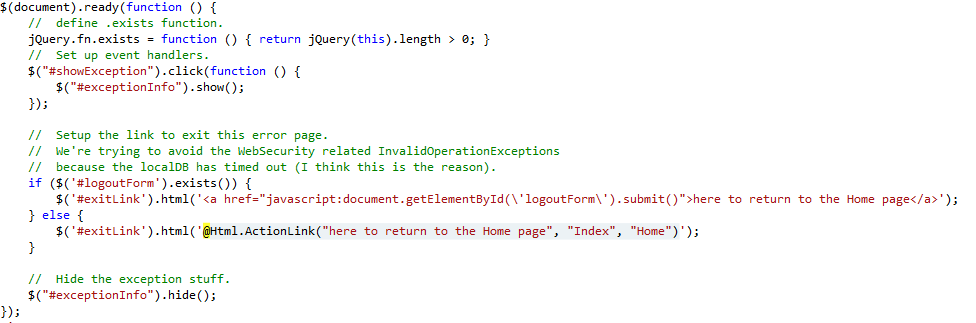 $(document).ready(function () {
    //  define .exists function.
    jQuery.fn.exists = function () { return jQuery(this).length > 0; }
    //  Set up event handlers.
    $("#showException").click(function () {
        $("#exceptionInfo").show();
    });

    //  Setup the link to exit this error page.
    //  We're trying to avoid the WebSecurity related InvalidOperationExceptions
    //  because the localDB has timed out (I think this is the reason).
    if ($('#logoutForm').exists()) {
        $('#exitLink').html('<a href="javascript:document.getElementById(\'logoutForm\').submit()">here to return to the Home page</a>');
    } else {
        $('#exitLink').html('@Html.ActionLink("here to return to the Home page", "Index", "Home")');
    }

    //  Hide the exception stuff.
    $("#exceptionInfo").hide();
});